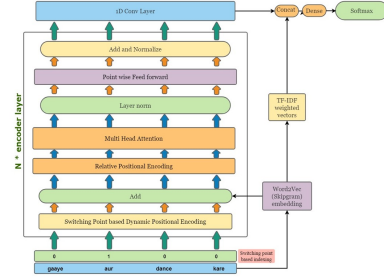 1D Conv Layer
Concat
Dense
Softmax
Add and Normalize
Point wise Feed forward
Layer norm
Multi Head Attention
Relative Positional Encoding
Add
Switching Point based Dynamic Positional Encoding
N * encoder layer
TF-IDF
weighted
vectors
Word2Vec
(Skipgram)
embedding
0 1 0 0
Switching point
based indexing
gaaye aur dance kare